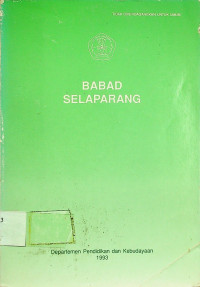 BABAD
SELAPARANG
Departemen Pendidikan dan Kebudayaan
1993